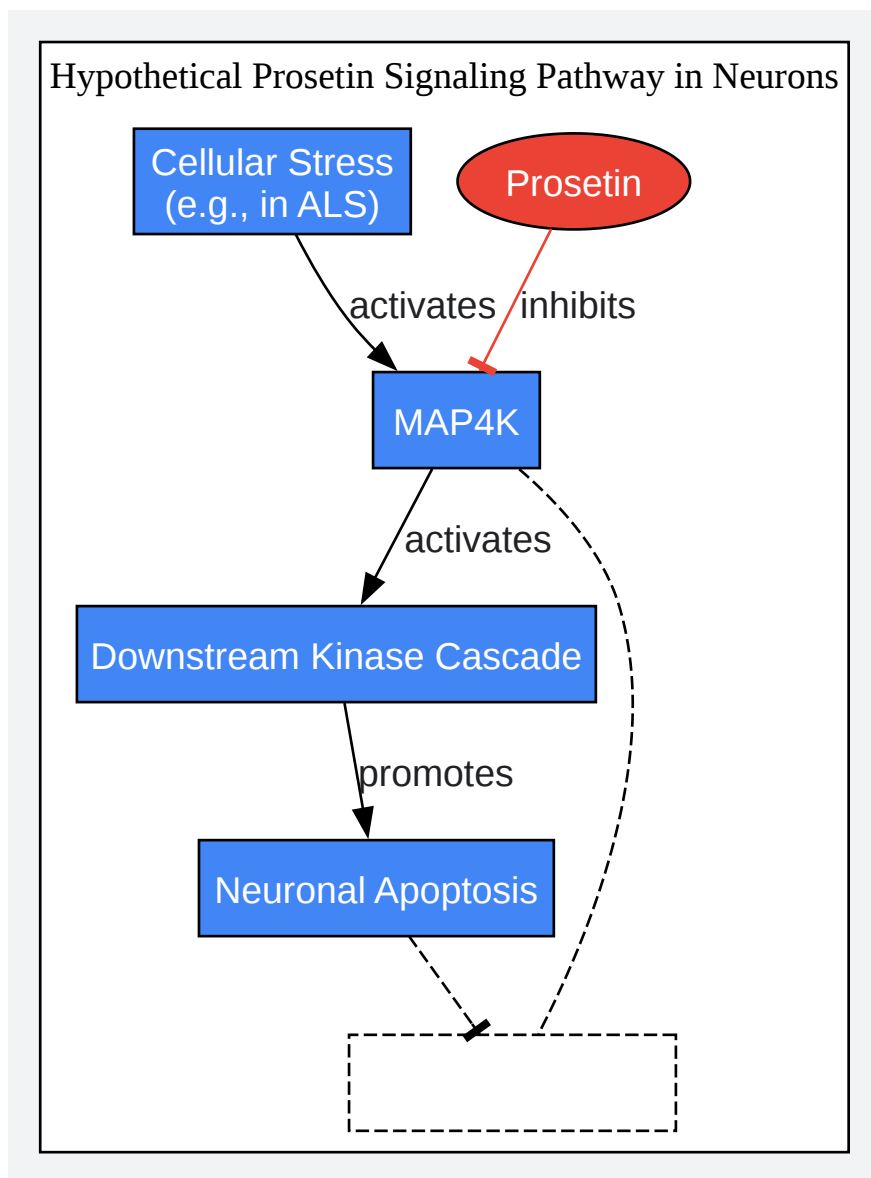 Hypothetical Prosetin Signaling Pathway in Neurons
Cellular Stress
(e.g., in ALS)
Prosetin
activates
inhibits
MAP4K
activates
Downstream Kinase Cascade
promotes
Neuronal Apoptosis